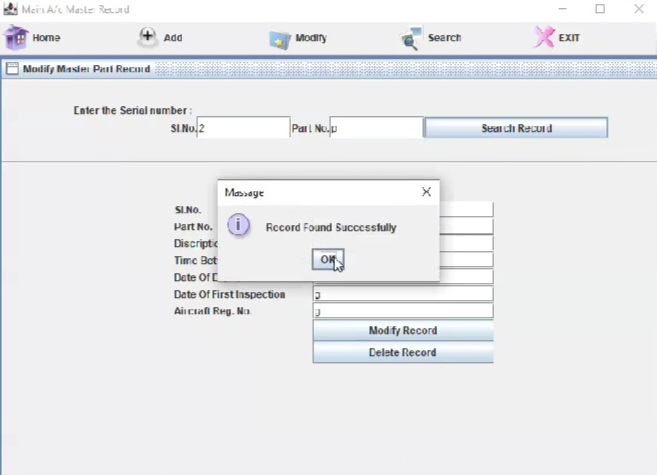 Main A/c Master Record
Home Add Modify Search EXIT
Modify Master Part Record
Enter the Serial number :
Sl.No. 2 Part No. p Search Record
Massage
Record Found Successfully
OK
Sl.No.
Part No.
Discriptio
Time Bet
Date Of D
Date Of First Inspection g
Aircraft Reg. No.
Modify Record
Delete Record